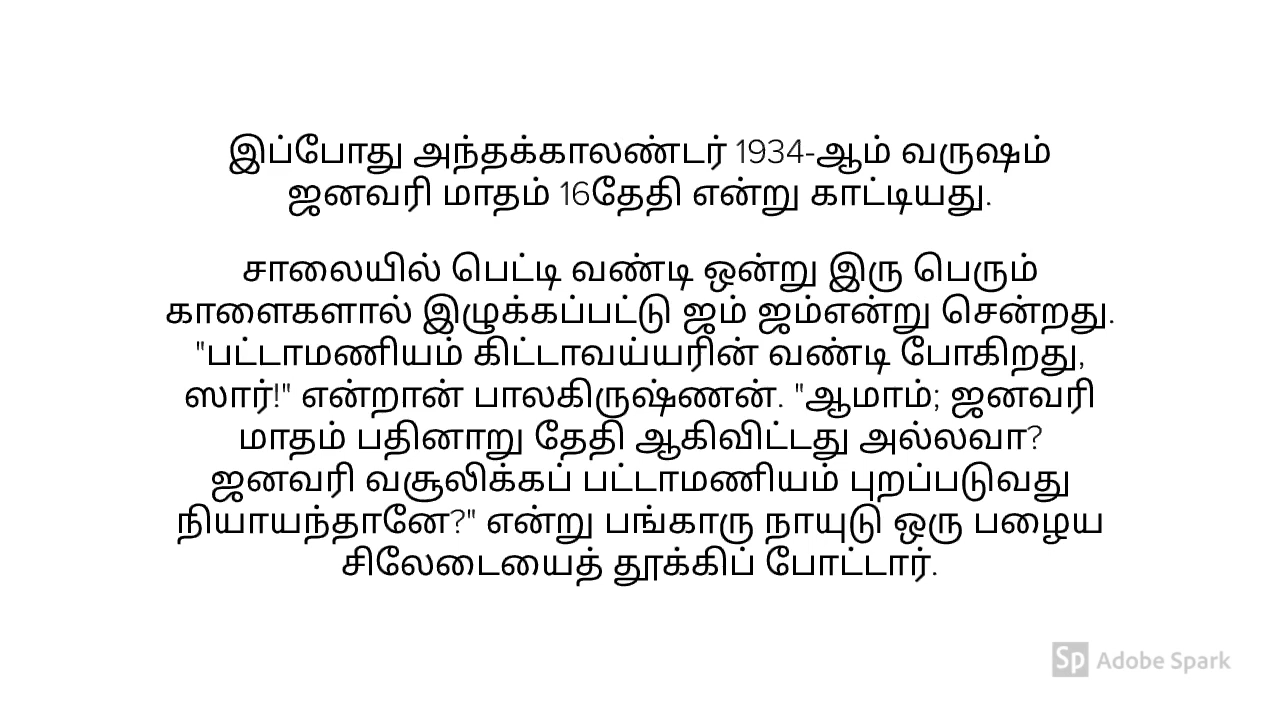 இப்போது அந்தக்காலண்டர் 1934-ஆம் வருஷம்
ஜனவரி மாதம் 16தேதி என்று காட்டியது.
சாலையில் பெட்டி வண்டி ஒன்று இரு பெரும்
காளைகளால் இழுக்கப்பட்டு ஜம் ஜம்என்று சென்றது.
"பட்டாமணியம் கிட்டாவய்யரின் வண்டி போகிறது,
ஸார்!" என்றான் பாலகிருஷ்ணன். "ஆமாம்; ஜனவரி
மாதம் பதினாறு தேதி ஆகிவிட்டது அல்லவா?
ஜனவரி வசூலிக்கப் பட்டாமணியம் புறப்படுவது
நியாயந்தானே?" என்று பங்காரு நாயுடு ஒரு பழைய
சிலேடையைத் தூக்கிப் போட்டார்.
Sp Adobe Spark